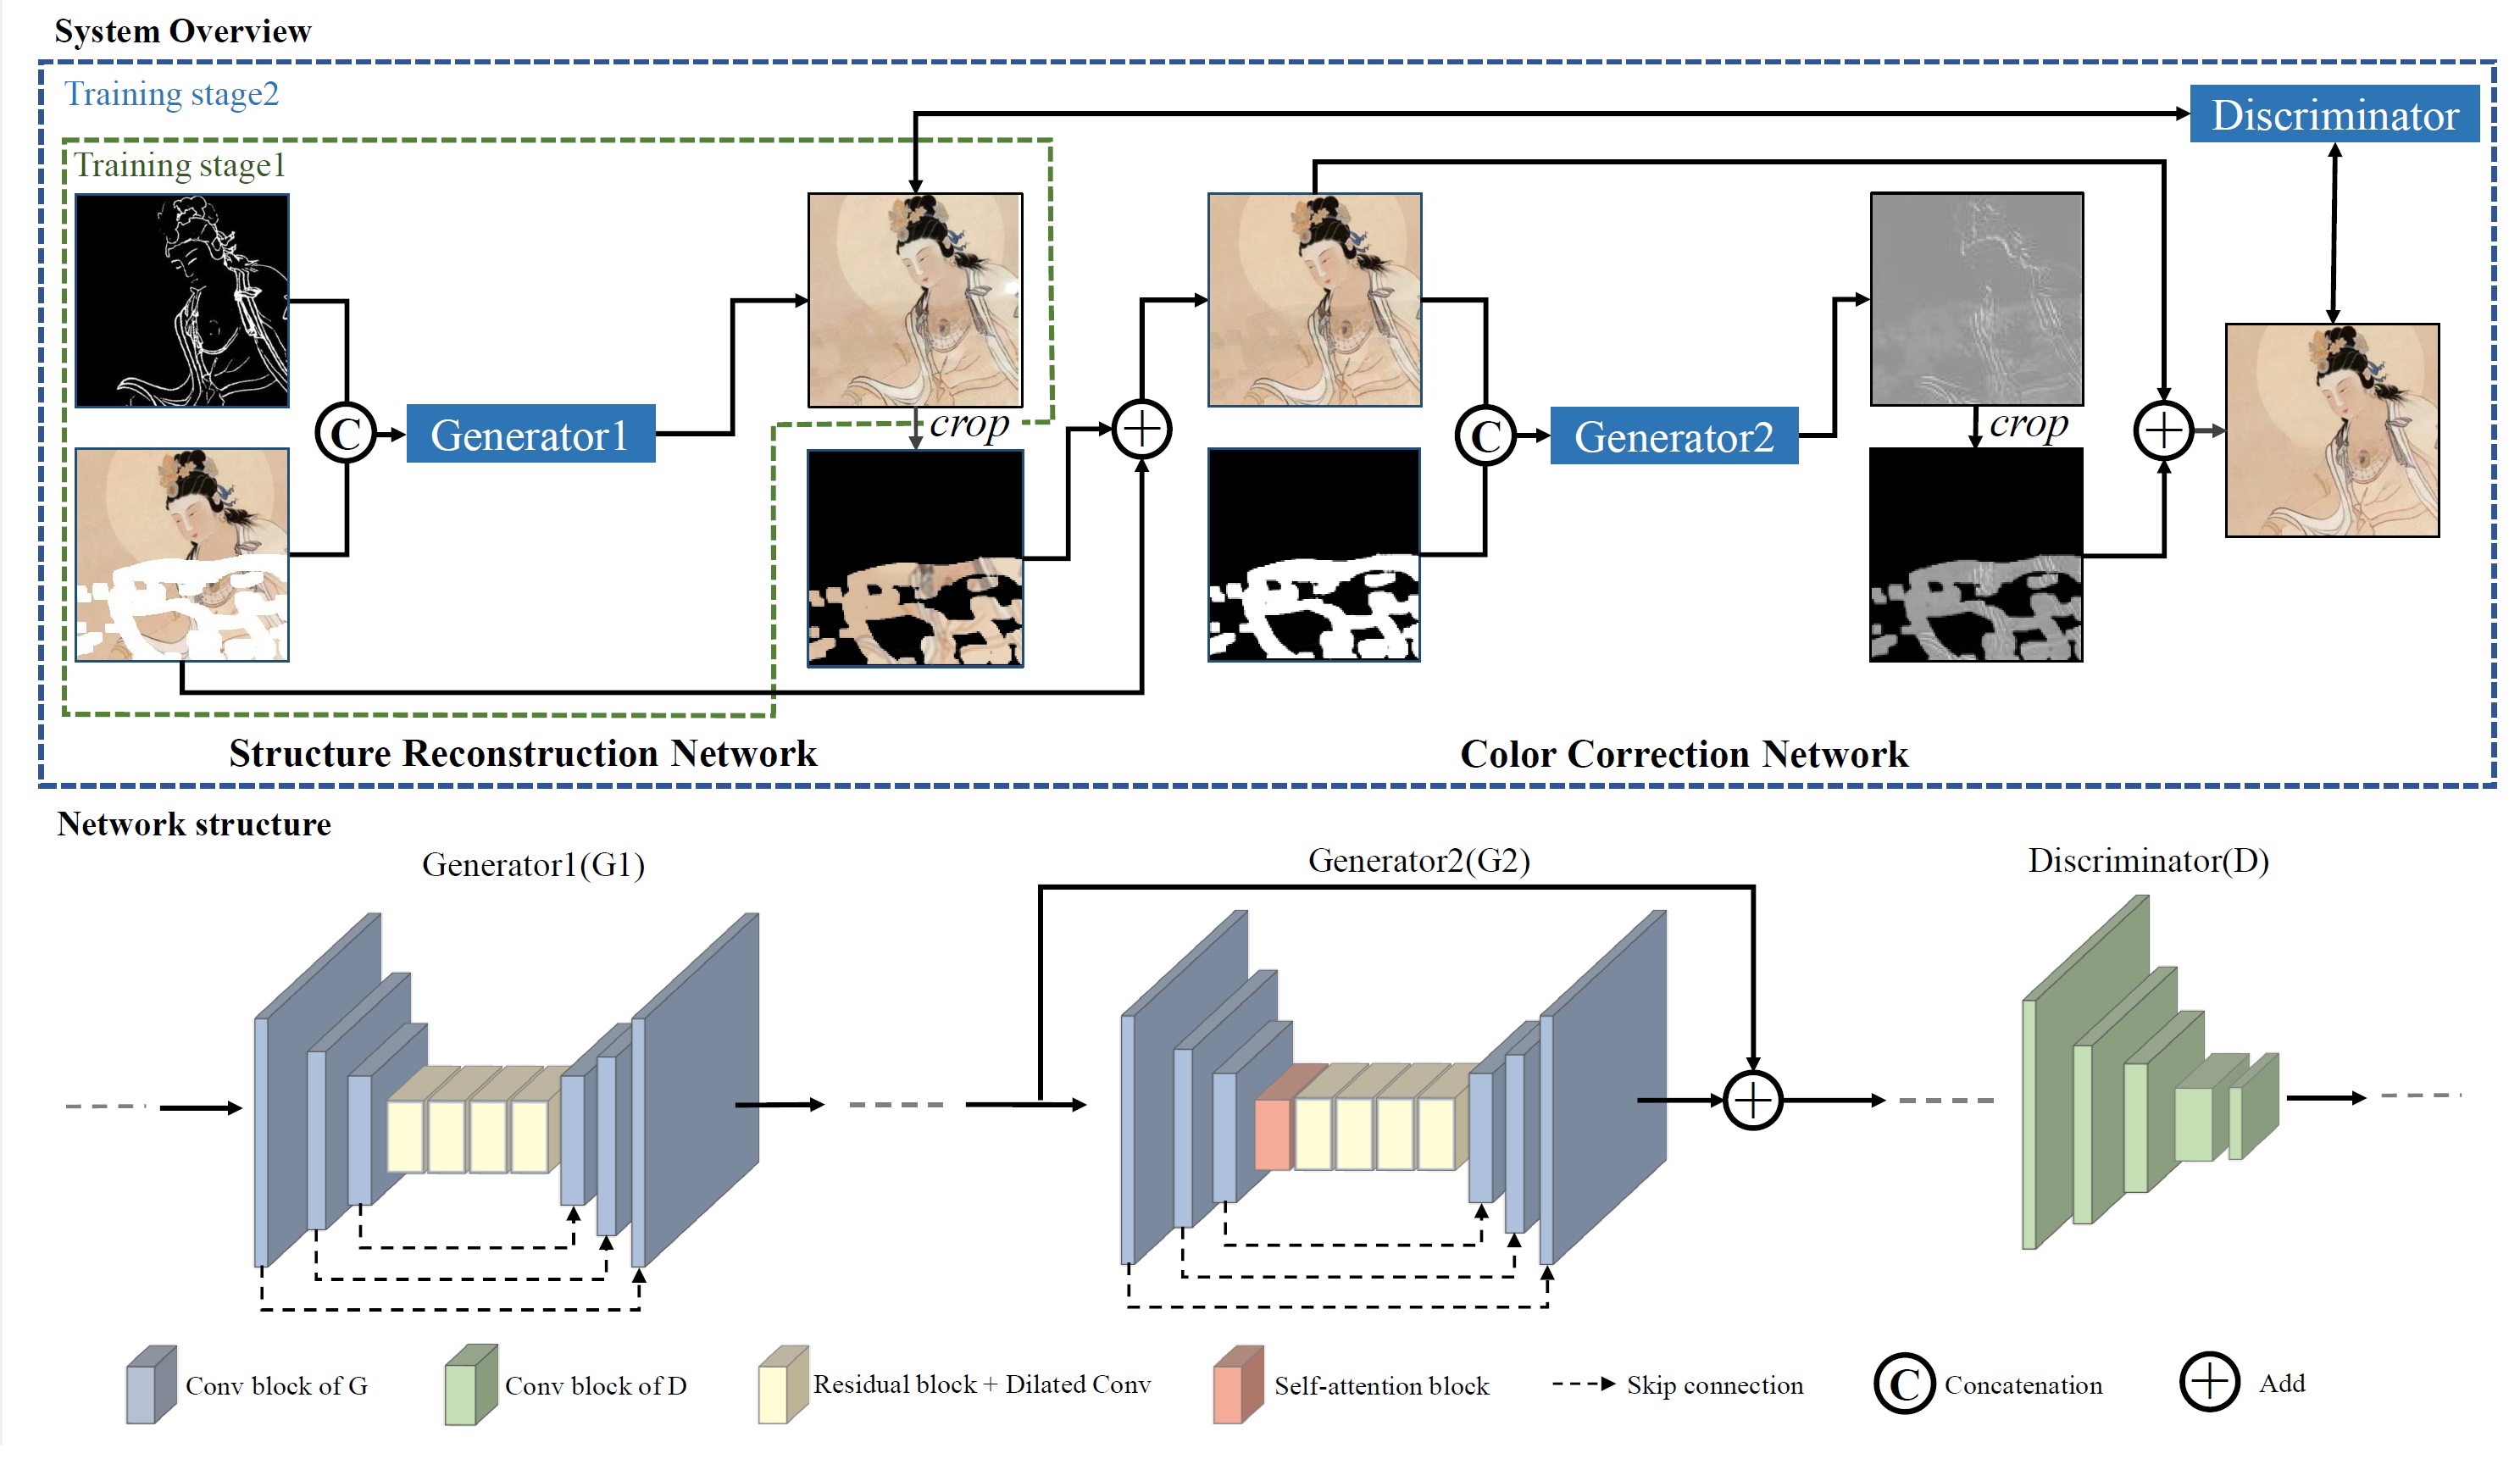 System Overview
Training stage2
Discriminator
Training stage1
C
Generator1
crop
C
Generator2
crop
Structure Reconstruction Network
Color Correction Network
Network structure
Generator1(G1)
Generator2(G2)
Discriminator(D)
Conv block of G
Conv block of D
Residual block + Dilated Conv
Self-attention block
Skip connection
C
Concatenation
Add